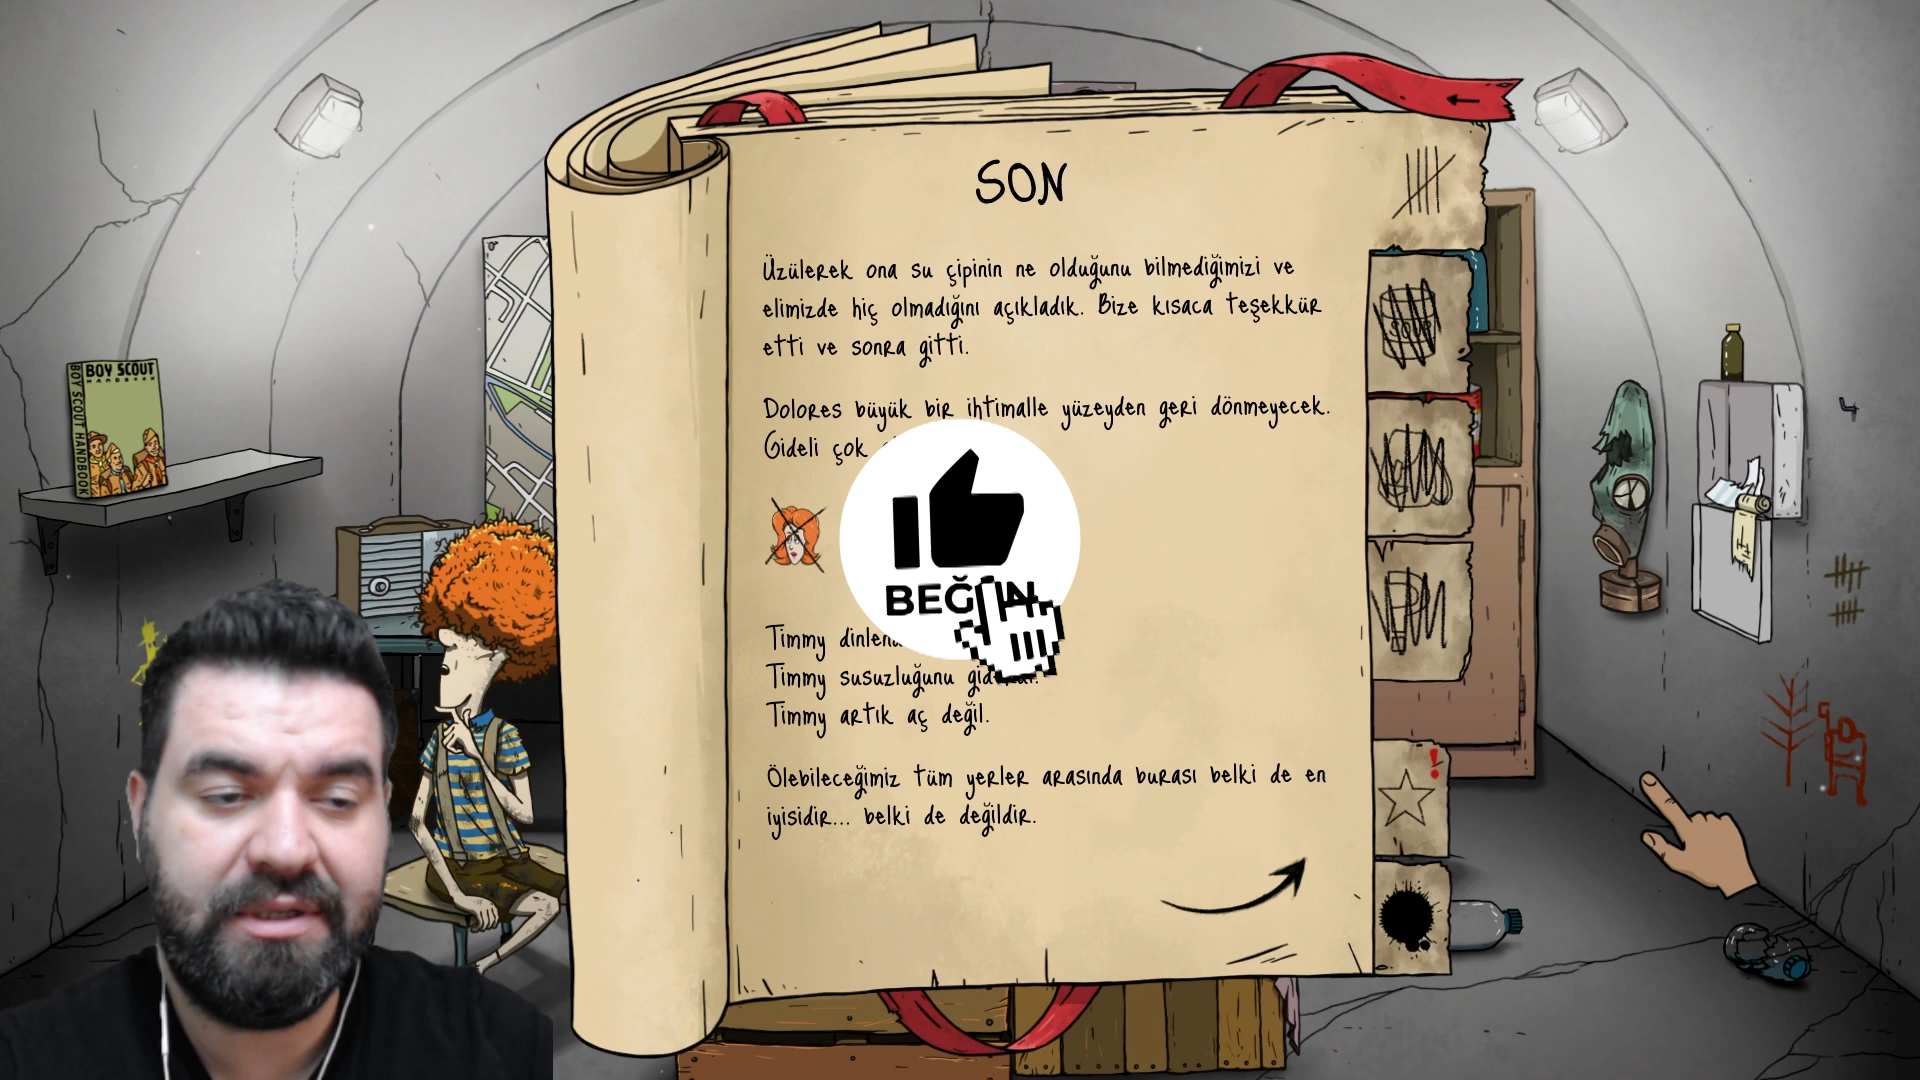 SON
Üzülerek ona su çipinin ne olduğunu bilmediğimizi ve
elimizde hiç olmadığını açıkladık. Bize kısaca teşekkür
etti ve sonra gitti.
Dolores büyük bir ihtimalle yüzeyden geri dönmeyecek.
Gideli çok
BOY SCOUT
HANDBOOK
BOY SCOUT HANDBOOK
Timmy
Timmy susuzluğunu
Timmy artık aç değil.
Ölebileceğimiz tüm yerler arasında burası belki de en
iyisidir... belki de değildir.